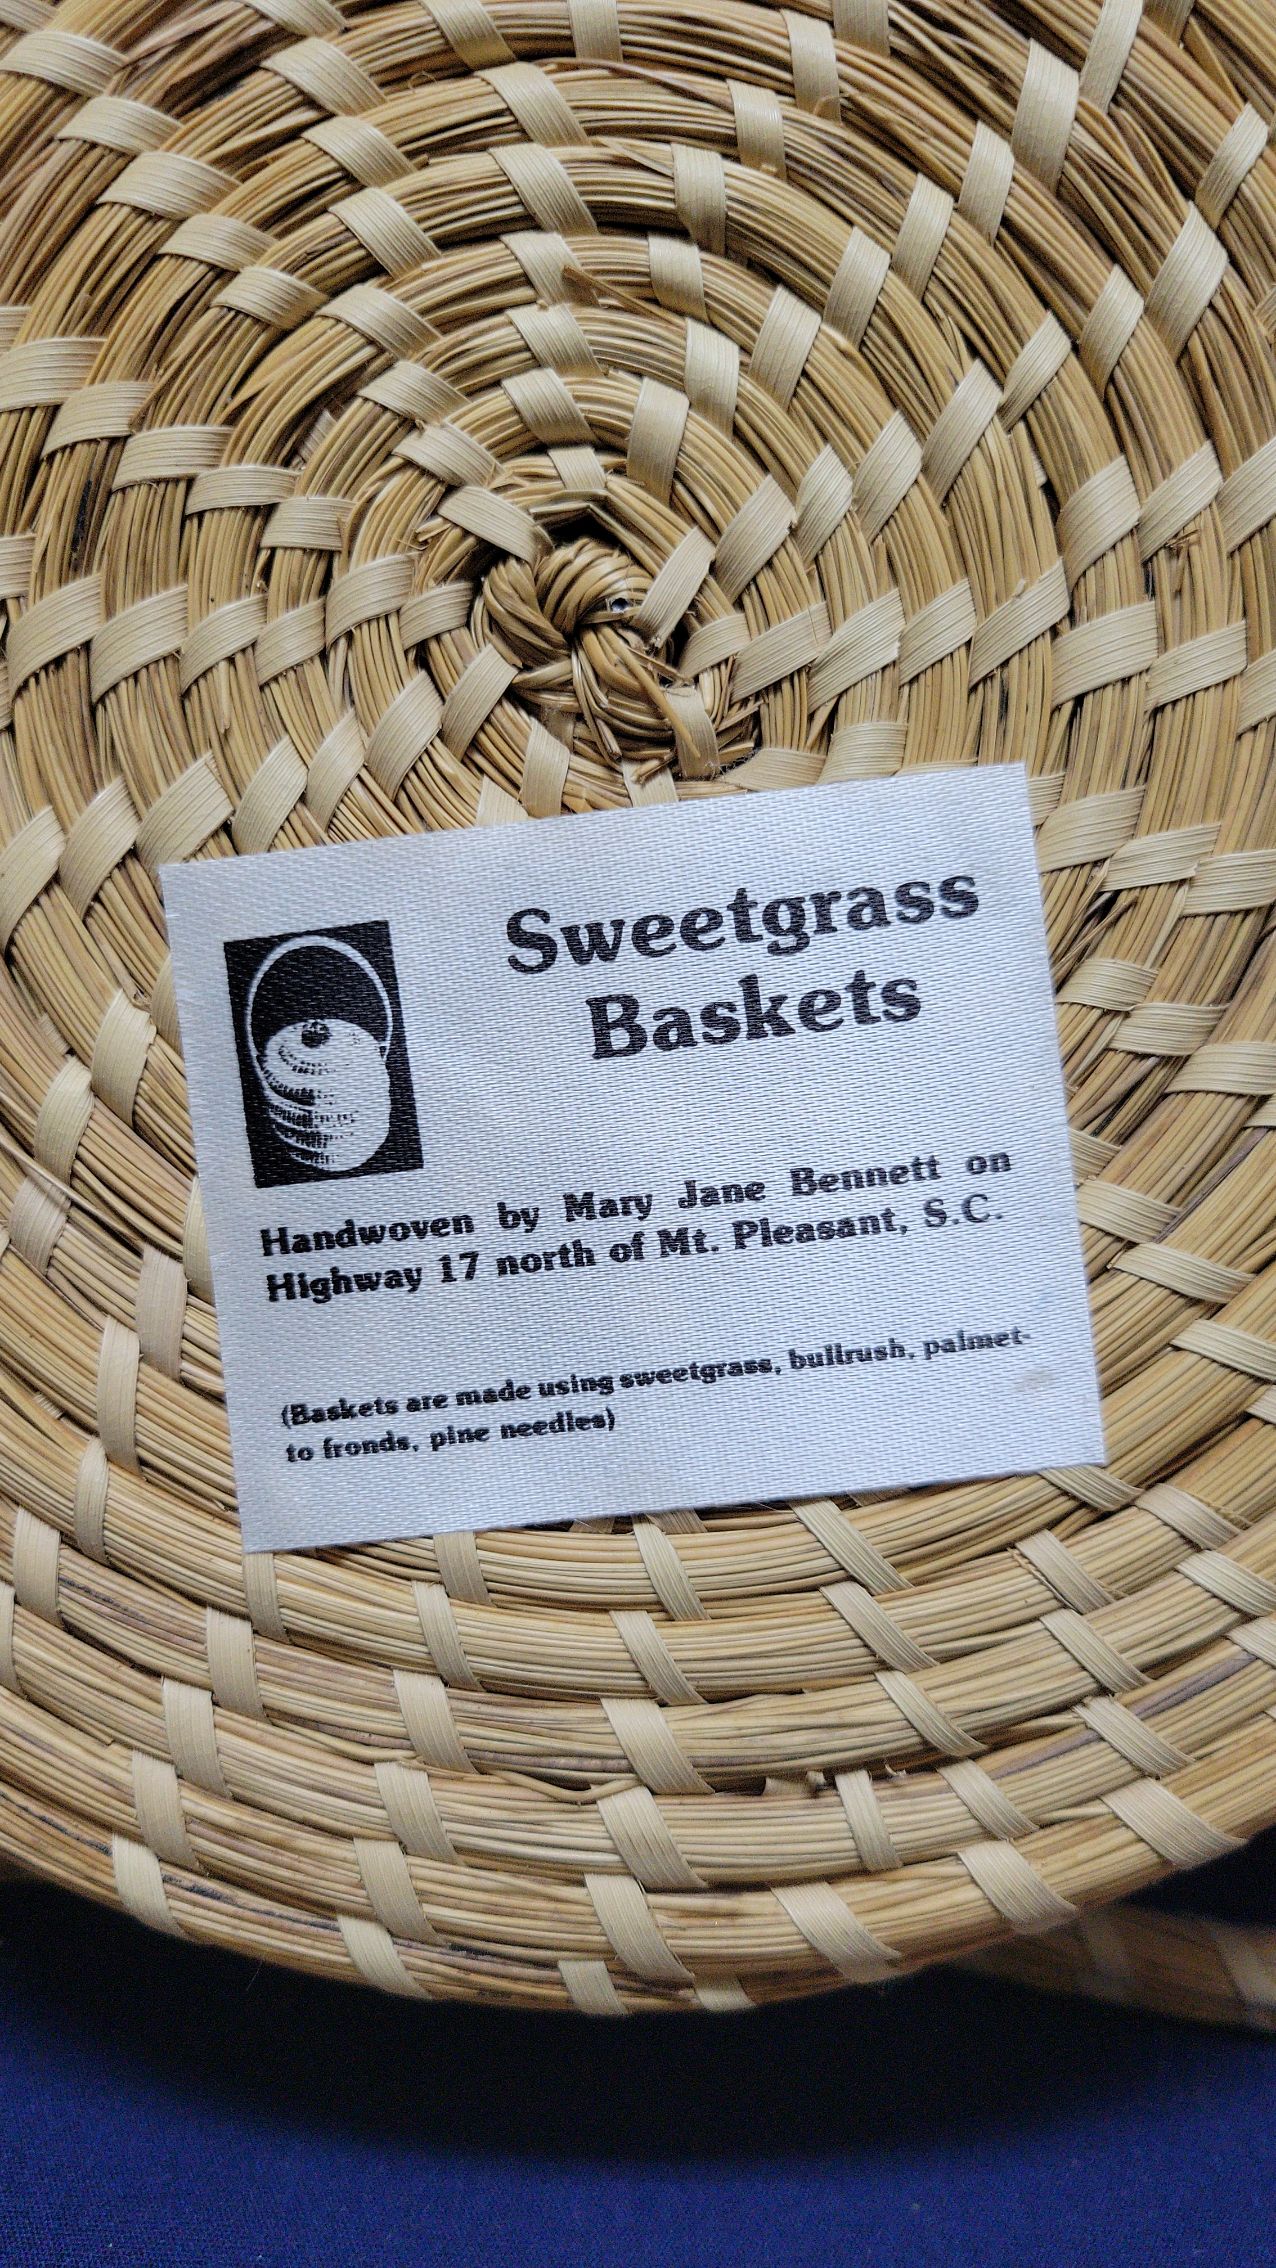 Sweetgrass
Baskets
Handwoven by Mary Jane Bennett on
Highway 17 north of Mt. Pleasant, S.C.
(Baskets are made using sweetgrass, bullrush, palmet-
to fronds, pine needles)